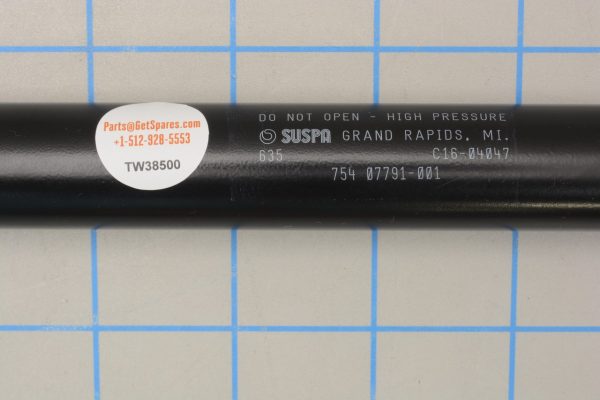 Parts@GetSpares.com
+1-512-928-5553
TW38500
DO NOT OPEN - HIGH PRESSURE
SUSPA GRAND RAPIDS, MI.
635 C16-04047
754 07791-001